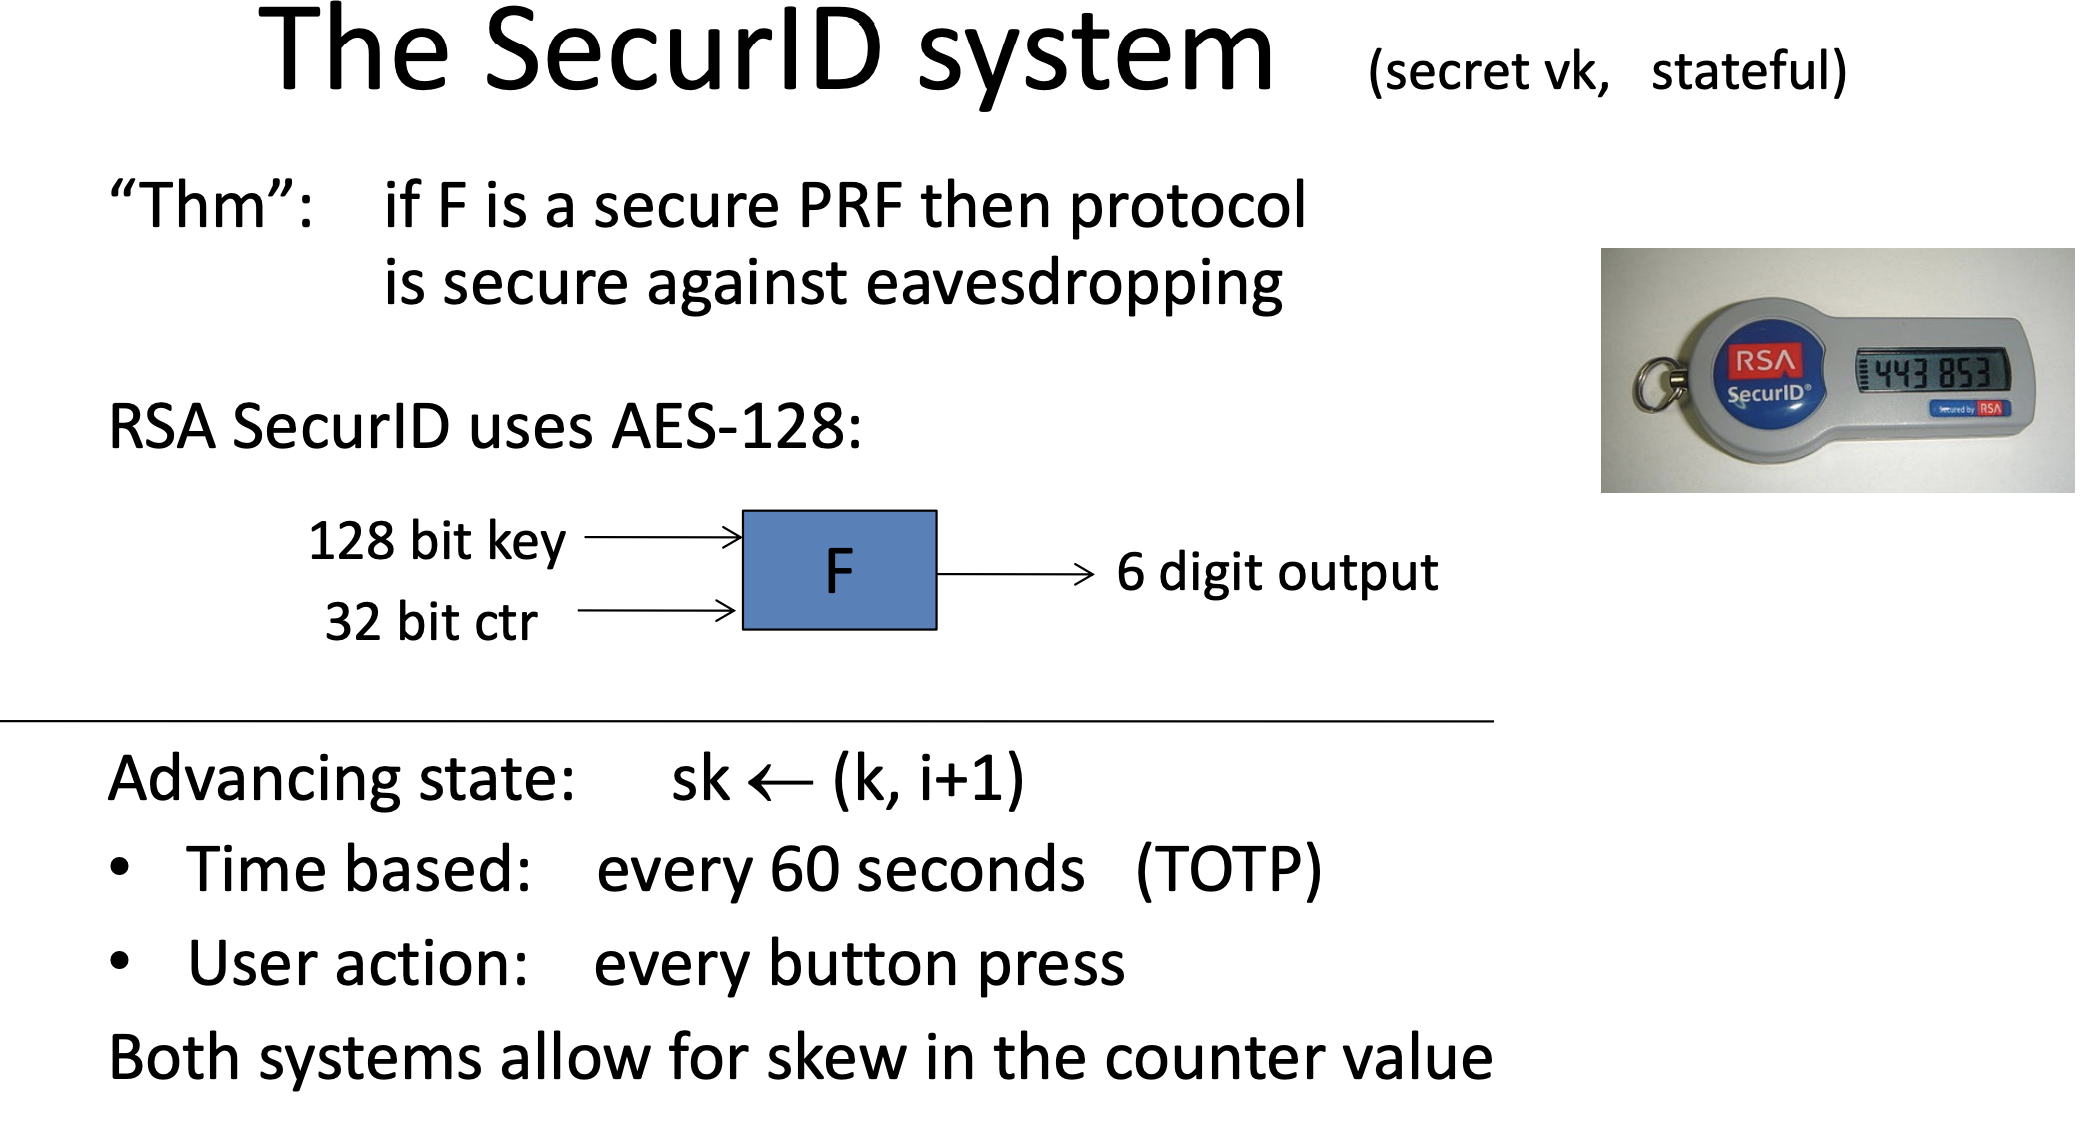 The SecurID system (secret vk, stateful)
“Thm”: if F is a secure PRF then protocol
is secure against eavesdropping
RSA
SecurID®
443 853
Secured by RSA
RSA SecurID uses AES-128:
128 bit key
F
6 digit output
32 bit ctr
Advancing state: sk ← (k, i+1)
• Time based: every 60 seconds (TOTP)
• User action: every button press
Both systems allow for skew in the counter value